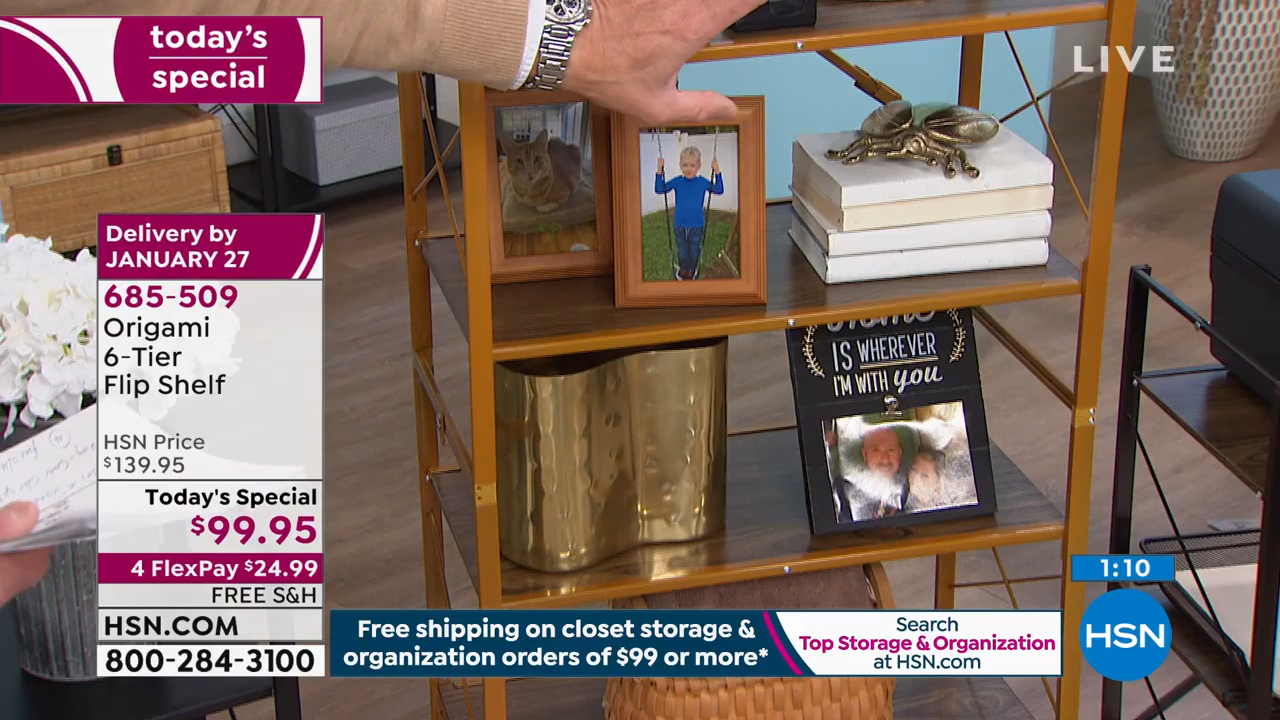 today's
special
LIVE
Delivery by
JANUARY 27
685-509
Origami
6-Tier
Flip Shelf
HSN Price
$139.95
Today's Special
$99.95
4 FlexPay $24.99
FREE S&H
HSN.COM
800-284-3100
IS WHEREVER
I'M WITH you
1:10
HSN
Free shipping on closet storage &
organization orders of $99 or more*
Search
Top Storage & Organization
at HSN.com